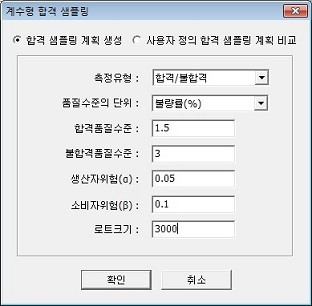 계수형 합격 샘플링
합격 샘플링 계획 생성 사용자 정의 합격 샘플링 계획 비교
측정유형 : 합격/불합격
품질수준의 단위 : 불량률(%)
합격품질수준 : 1.5
불합격품질수준 : 3
생산자위험(α) : 0.05
소비자위험(β) : 0.1
로트크기 : 3000
확인 취소